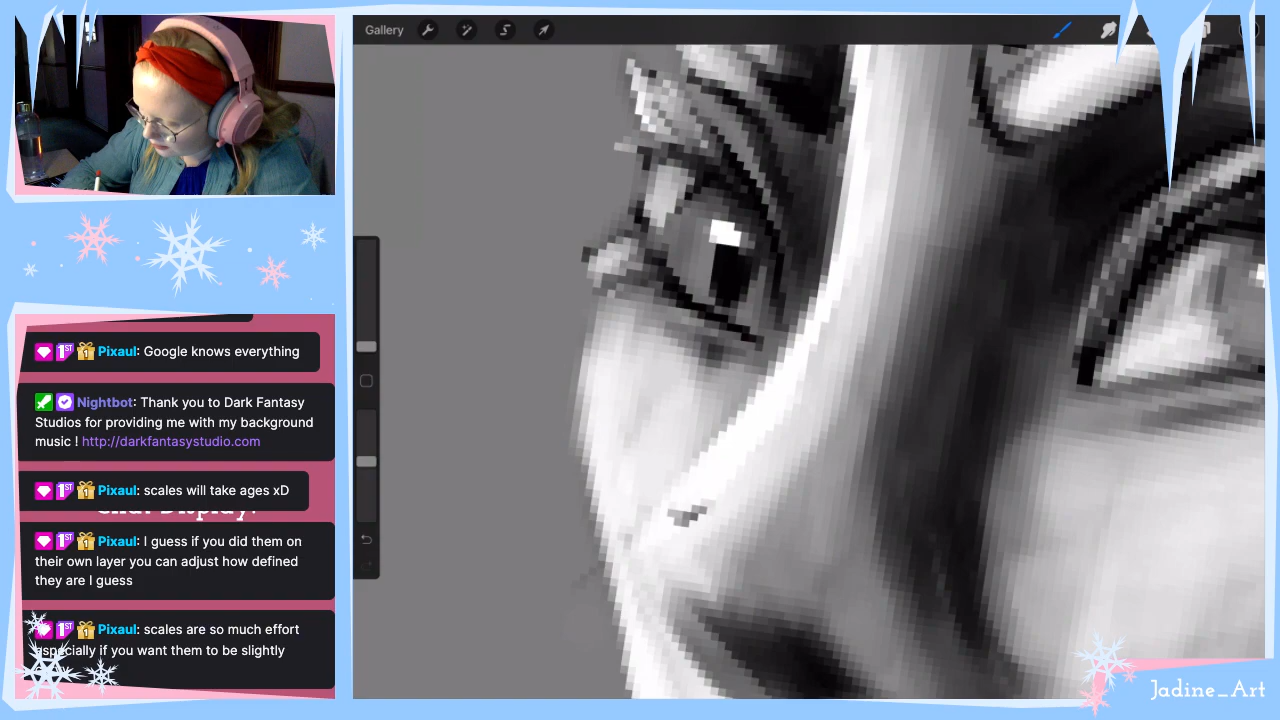 Gallery
Pixaul: Google knows everything
Nightbot: Thank you to Dark Fantasy
Studios for providing me with my background
music ! http://darkfantasystudio.com
Pixaul: scales will take ages xD
Pixaul: I guess if you did them on
their own layer you can adjust how defined
they are I guess
Pixaul: scales are so much effort
especially if you want them to be slightly
Jadine_Art